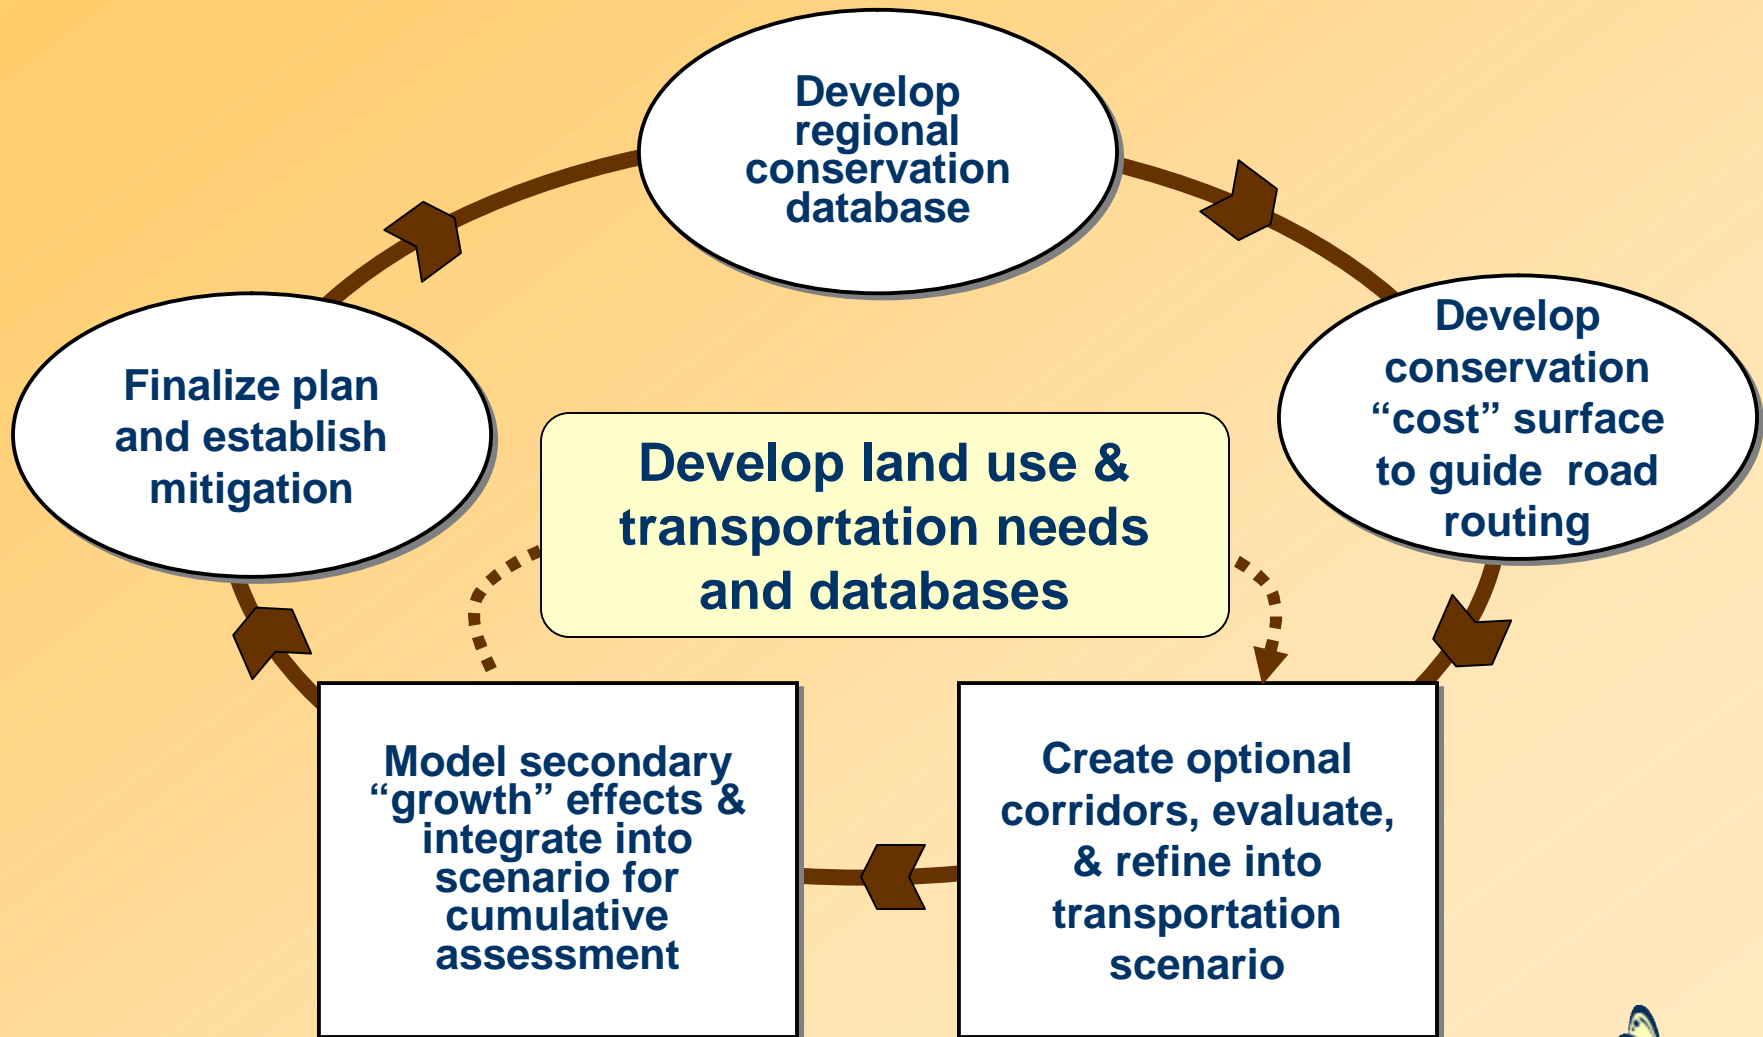 Develop
regional
conservation
database
Develop
conservation
“cost” surface
to guide  road
routing
Finalize plan
and establish
mitigation
Develop land use &
transportation needs
and databases
Model secondary
“growth” effects &
integrate into
scenario for
cumulative
assessment
Create optional
corridors, evaluate,
& refine into
transportation
scenario